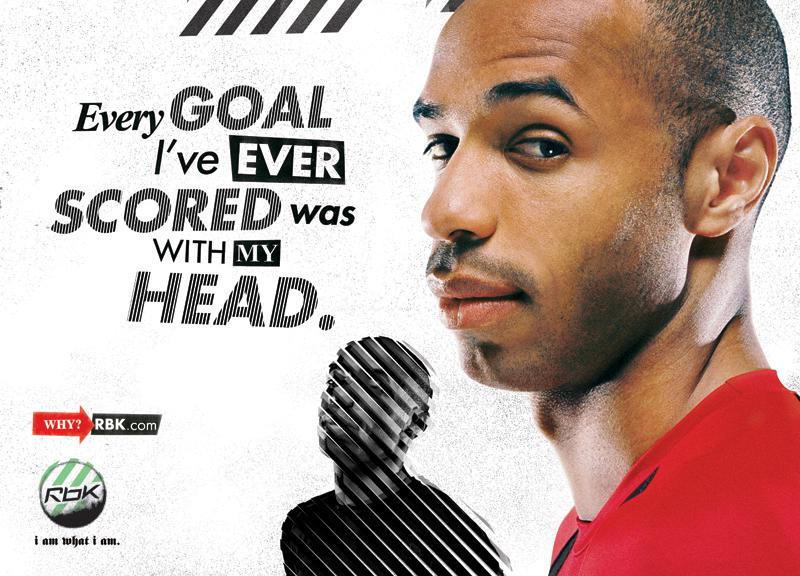 Every GOAL
I've EVER
SCORED was
WITH MY
HEAD.
WHY? RBK.com
Rbk
i am what i am.